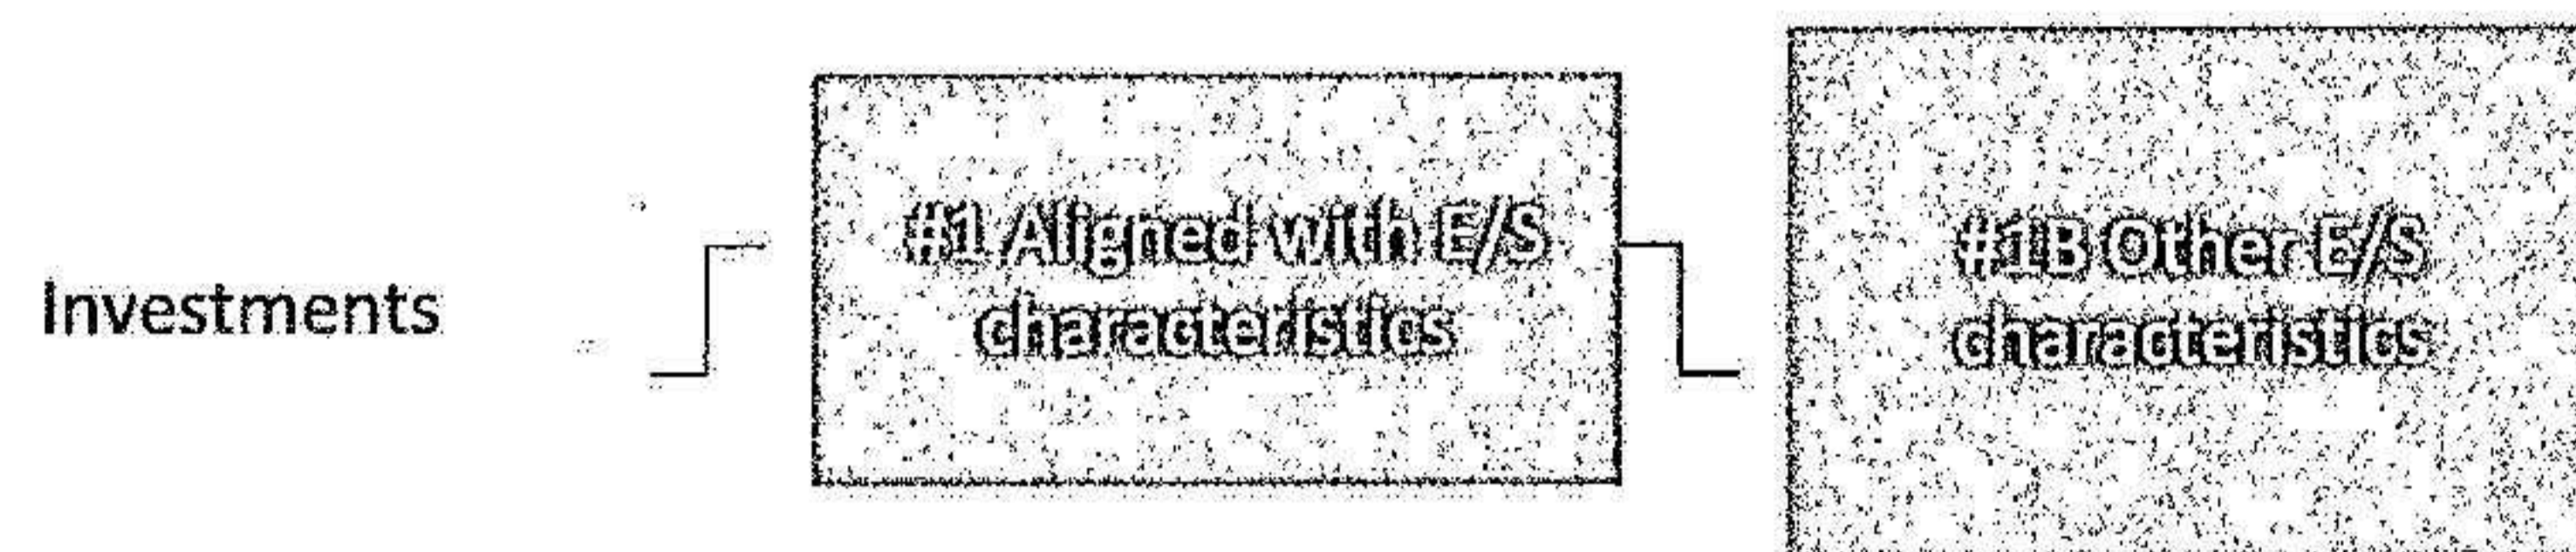 Investments
#1 Aligned with E/S
characteristics
#1B Other E/S
characteristics